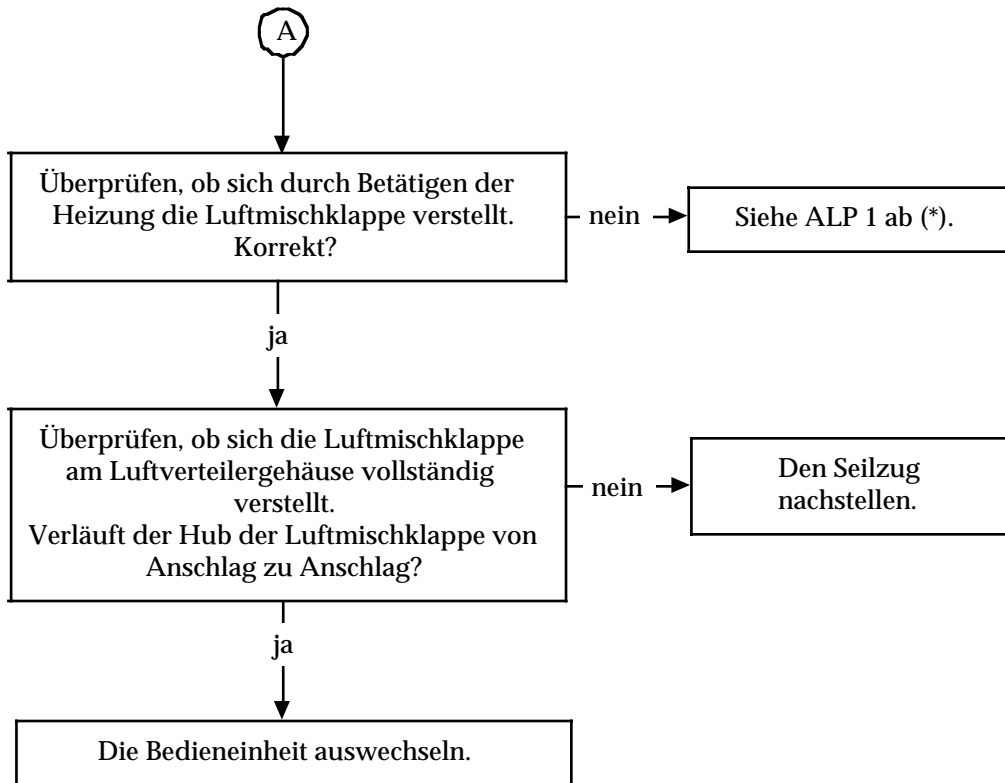 A
Überprüfen, ob sich durch Betätigen der
Heizung die Luftmischklappe verstellt.
Korrekt?
nein
Siehe ALP 1 ab (*).
ja
Überprüfen, ob sich die Luftmischklappe
am Luftverteilergehäuse vollständig
verstellt.
Verläuft der Hub der Luftmischklappe von
Anschlag zu Anschlag?
nein
Den Seilzug
nachstellen.
ja
Die Bedieneinheit auswechseln.